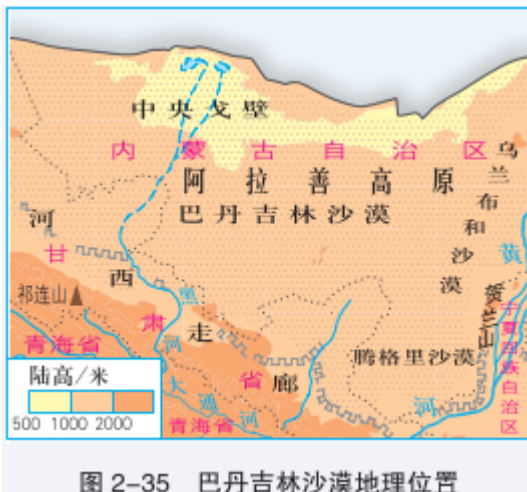 中央戈壁
内蒙古自治区
阿拉善高原
巴丹吉林沙漠
乌兰布和沙漠
河西走廊
甘肃省
祁连山
黑河
青海省
大通河
青海省
腾格里沙漠
贺兰山
黄河
宁夏回族自治区
陆高/米
500 1000 2000
图 2-35 巴丹吉林沙漠地理位置